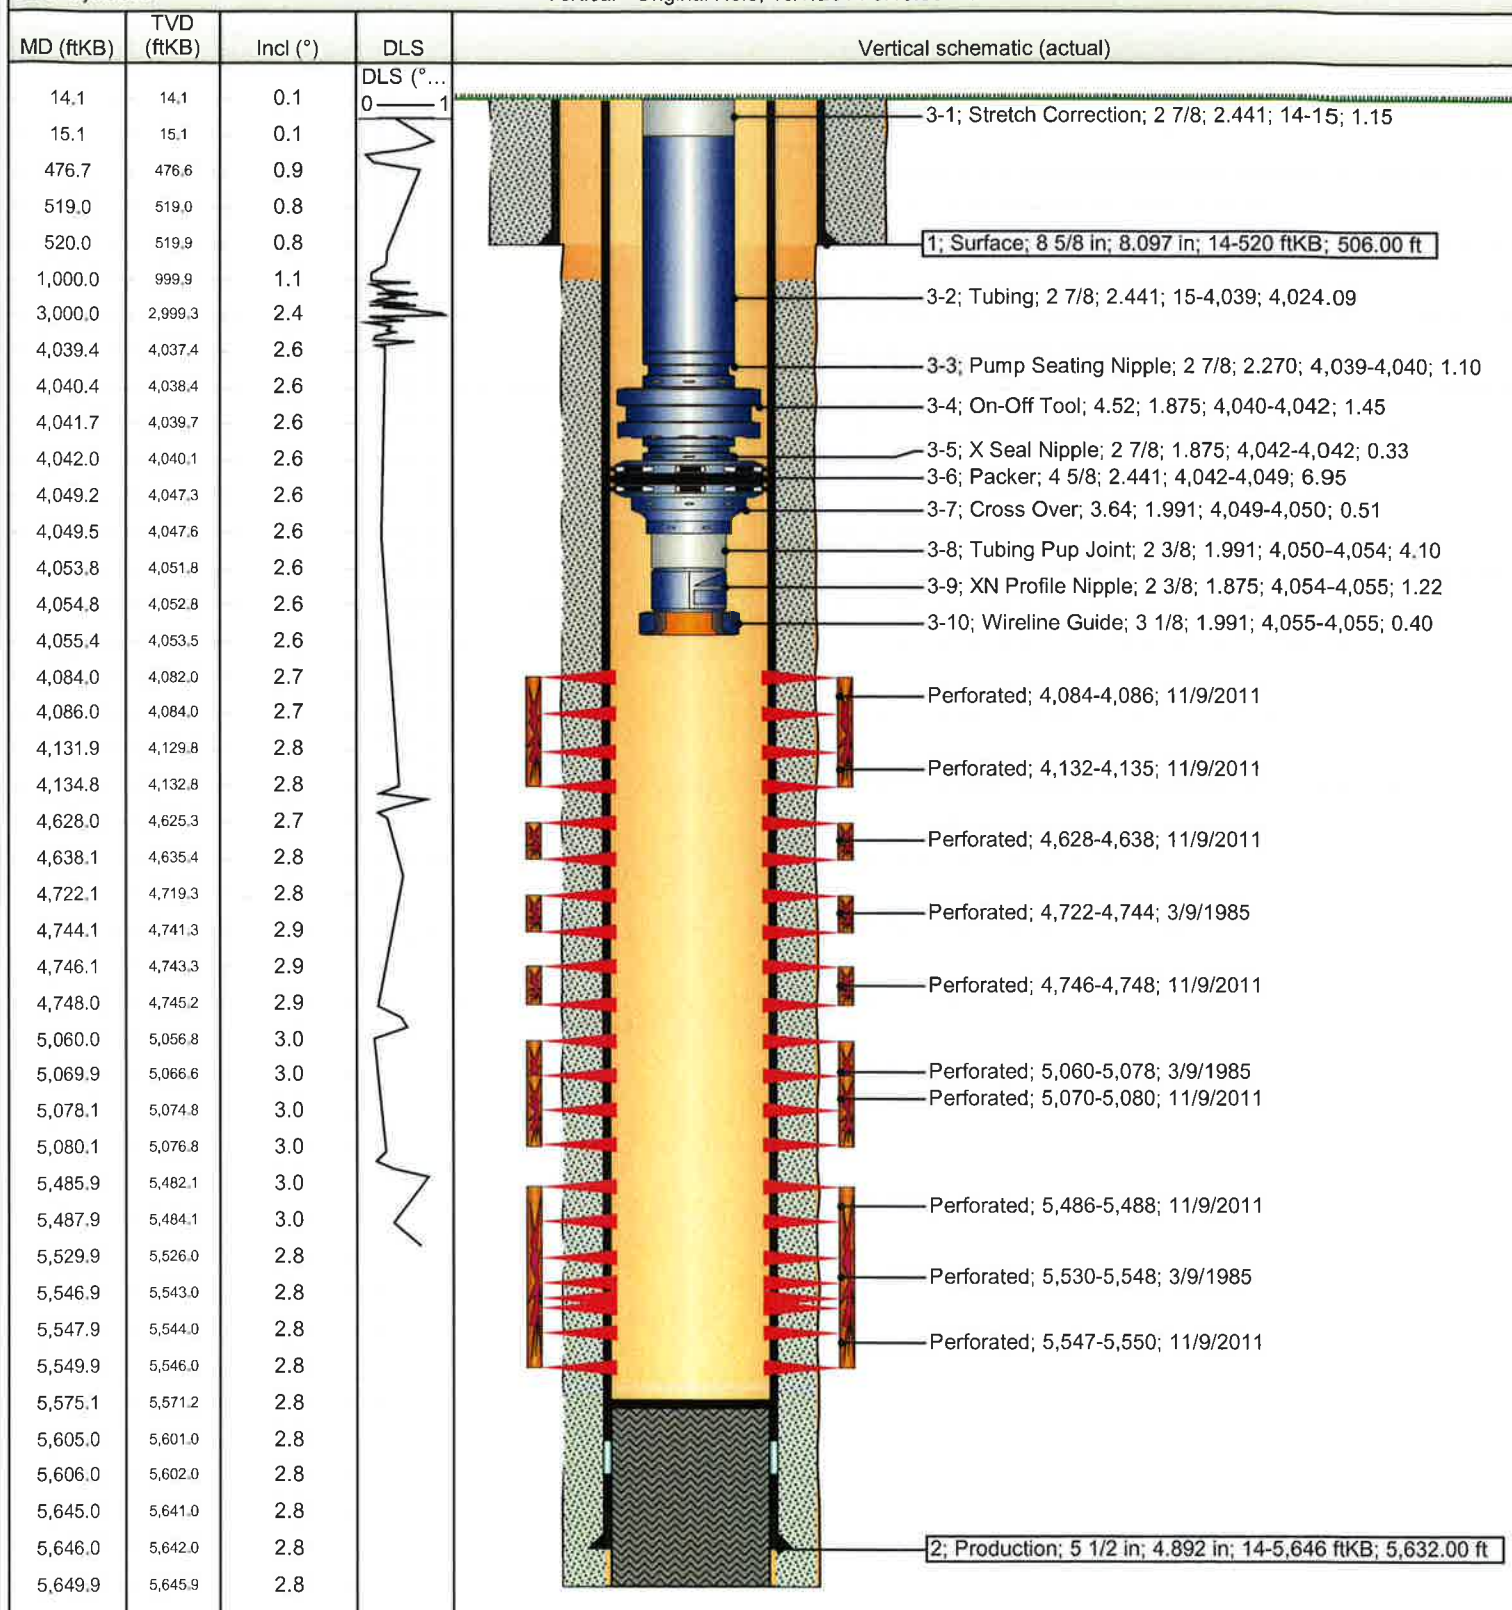 TVD
MD (ftKB) (ftKB) Incl (°) DLS Vertical schematic (actual)
DLS (°...
0 1
14.1 14.1 0.1
15.1 15.1 0.1
476.7 476.6 0.9
519.0 519.0 0.8
520.0 519.9 0.8
1,000.0 999.9 1.1
3,000.0 2,999.3 2.4
4,039.4 4,037.4 2.6
4,040.4 4,038.4 2.6
4,041.7 4,039.7 2.6
4,042.0 4,040.1 2.6
4,049.2 4,047.3 2.6
4,049.5 4,047.6 2.6
4,053.8 4,051.8 2.6
4,054.8 4,052.8 2.6
4,055.4 4,053.5 2.6
4,084.0 4,082.0 2.7
4,086.0 4,084.0 2.7
4,131.9 4,129.8 2.8
4,134.8 4,132.8 2.8
4,628.0 4,625.3 2.7
4,638.1 4,635.4 2.8
4,722.1 4,719.3 2.8
4,744.1 4,741.3 2.9
4,746.1 4,743.3 2.9
4,748.0 4,745.2 2.9
5,060.0 5,056.8 3.0
5,069.9 5,066.6 3.0
5,078.1 5,074.8 3.0
5,080.1 5,076.8 3.0
5,485.9 5,482.1 3.0
5,487.9 5,484.1 3.0
5,529.9 5,526.0 2.8
5,546.9 5,543.0 2.8
5,547.9 5,544.0 2.8
5,549.9 5,546.0 2.8
5,575.1 5,571.2 2.8
5,605.0 5,601.0 2.8
5,606.0 5,602.0 2.8
5,645.0 5,641.0 2.8
5,646.0 5,642.0 2.8
5,649.9 5,645.9 2.8
3-1; Stretch Correction; 2 7/8; 2.441; 14-15; 1.15
1; Surface; 8 5/8 in; 8.097 in; 14-520 ftKB; 506.00 ft
3-2; Tubing; 2 7/8; 2.441; 15-4,039; 4,024.09
3-3; Pump Seating Nipple; 2 7/8; 2.270; 4,039-4,040; 1.10
3-4; On-Off Tool; 4.52; 1.875; 4,040-4,042; 1.45
3-5; X Seal Nipple; 2 7/8; 1.875; 4,042-4,042; 0.33
3-6; Packer; 4 5/8; 2.441; 4,042-4,049; 6.95
3-7; Cross Over; 3.64; 1.991; 4,049-4,050; 0.51
3-8; Tubing Pup Joint; 2 3/8; 1.991; 4,050-4,054; 4.10
3-9; XN Profile Nipple; 2 3/8; 1.875; 4,054-4,055; 1.22
3-10; Wireline Guide; 3 1/8; 1.991; 4,055-4,055; 0.40
Perforated; 4,084-4,086; 11/9/2011
Perforated; 4,132-4,135; 11/9/2011
Perforated; 4,628-4,638; 11/9/2011
Perforated; 4,722-4,744; 3/9/1985
Perforated; 4,746-4,748; 11/9/2011
Perforated; 5,060-5,078; 3/9/1985
Perforated; 5,070-5,080; 11/9/2011
Perforated; 5,486-5,488; 11/9/2011
Perforated; 5,530-5,548; 3/9/1985
Perforated; 5,547-5,550; 11/9/2011
2; Production; 5 1/2 in; 4.892 in; 14-5,646 ftKB; 5,632.00 ft